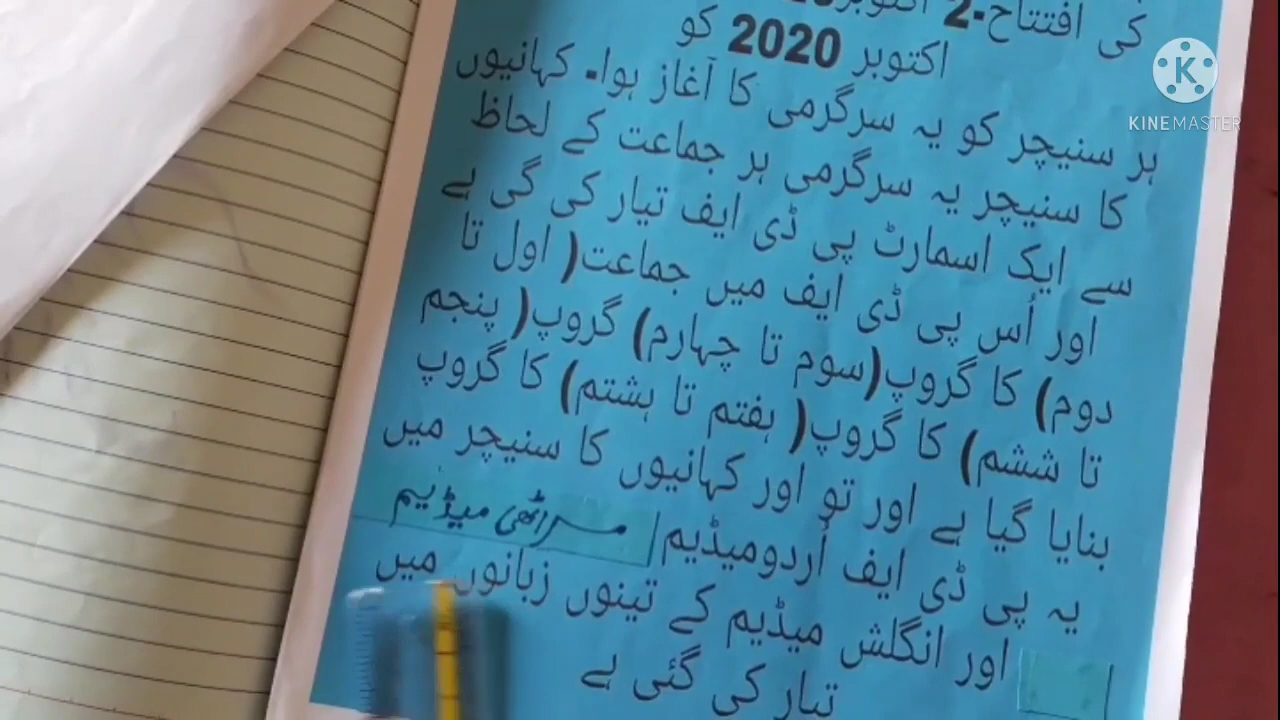 کی افتتاح-2 اکتوبر
اکتوبر 2020 کو
ہر سنیچر کو یہ سرگرمی کا آغاز ہوا- کہانیوں
کا سنیچر یہ سرگرمی ہر جماعت کے لحاظ
سے ایک اسمارٹ پی ڈی ایف تیار کی گی ہے
اور اُس پی ڈی ایف میں جماعت( اول تا
دوم) کا گروپ(سوم تا چہارم) گروپ( پنجم
تا ششم) کا گروپ( ہفتم تا ہشتم) کا گروپ
بنایا گیا ہے اور تو اور کہانیوں کا سنیچر میں
یہ پی ڈی ایف اُردومیڈیم مراٹھی میڈیم
اور انگلش میڈیم کے تینوں زبانوں میں
تیار کی گئی ہے
KINEMASTER